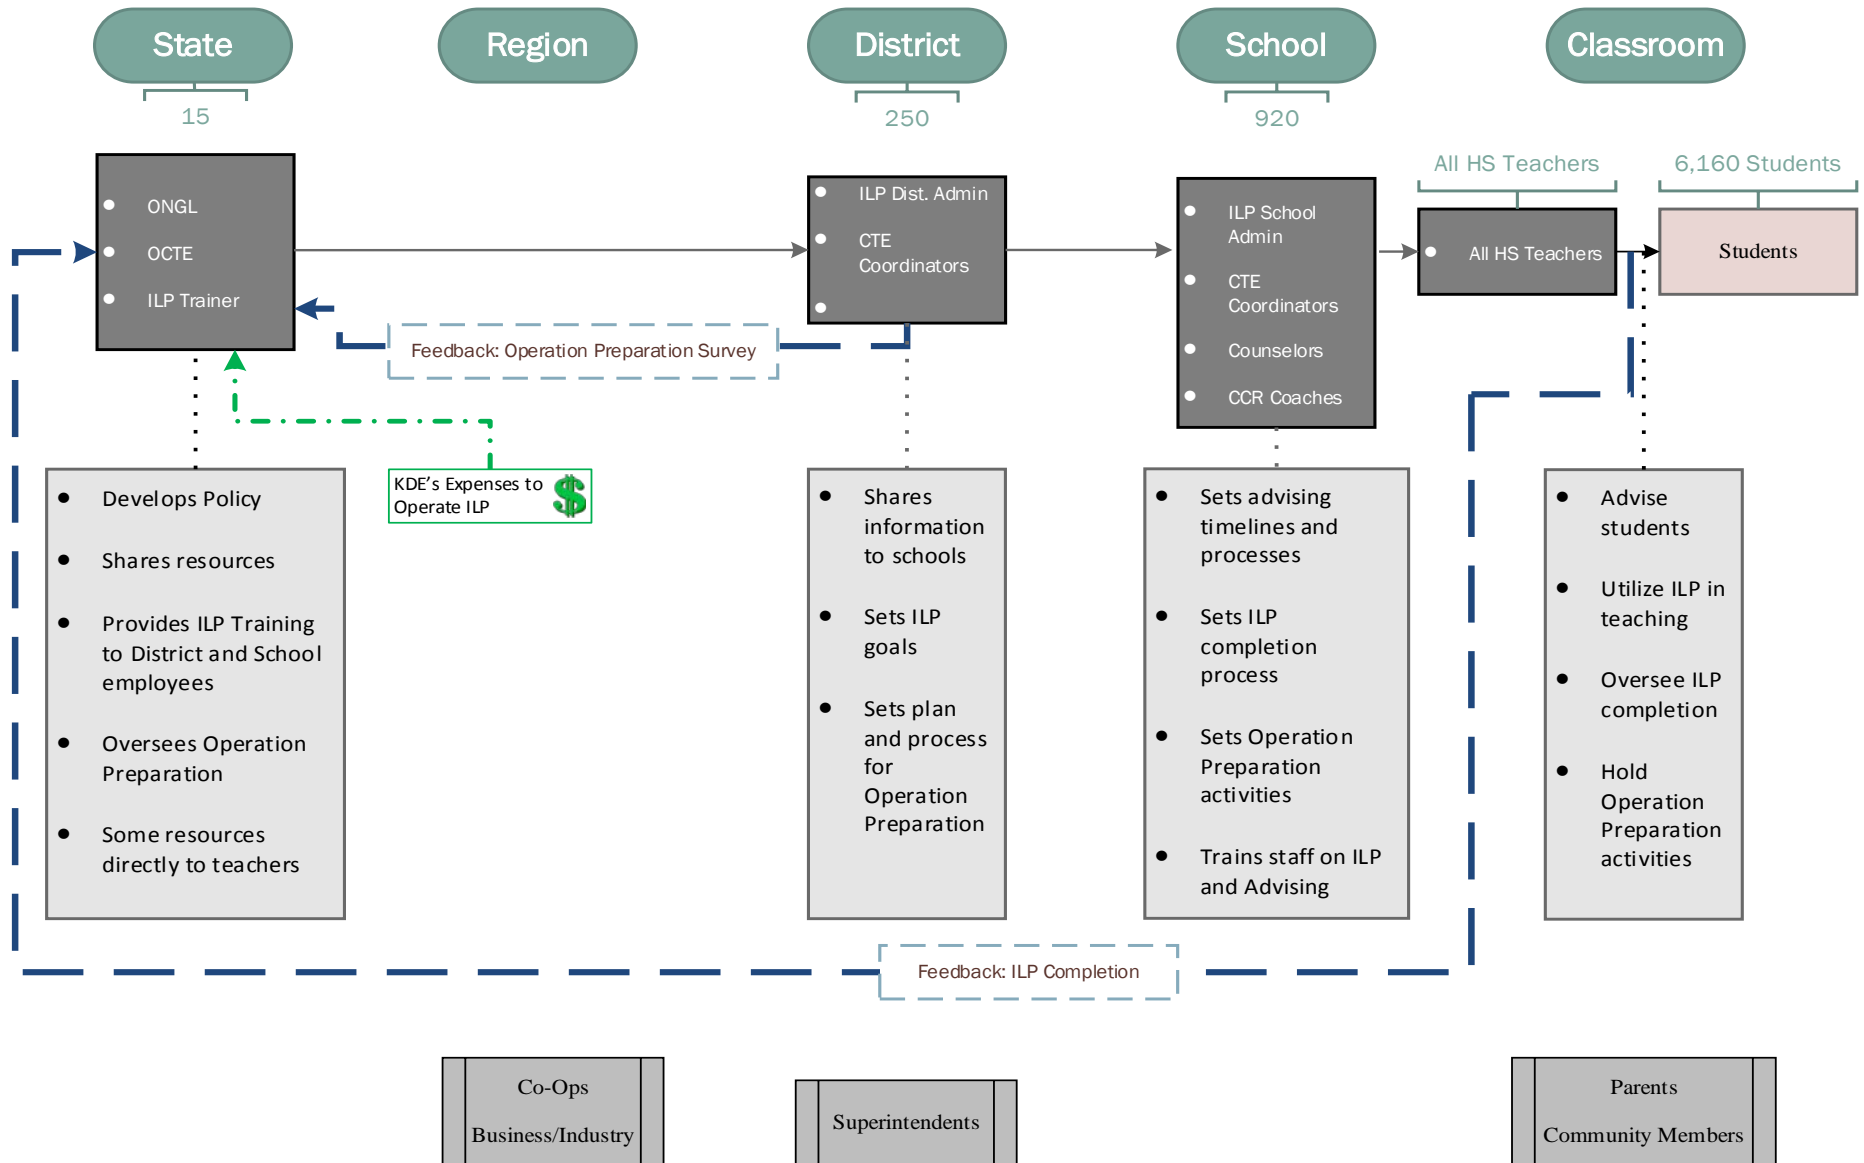 State
Region
District
School
Classroom
15
250
920
All HS Teachers
6,160 Students
ONGL
OCTE
ILP Trainer
ILP Dist. Admin
CTE
Coordinators
ILP School
Admin
CTE
Coordinators
Counselors
CCR Coaches
All HS Teachers
Students
Feedback: Operation Preparation Survey
KDE's Expenses to
Operate ILP
$
Develops Policy
Shares resources
Provides ILP Training
to District and School
employees
Oversees Operation
Preparation
Some resources
directly to teachers
Shares
information
to schools
Sets ILP
goals
Sets plan
and process
for
Operation
Preparation
Sets advising
timelines and
processes
Sets ILP
completion
process
Sets Operation
Preparation
activities
Trains staff on ILP
and Advising
Advise
students
Utilize ILP in
teaching
Oversee ILP
completion
Hold
Operation
Preparation
activities
Feedback: ILP Completion
Co-Ops
Business/Industry
Superintendents
Parents
Community Members